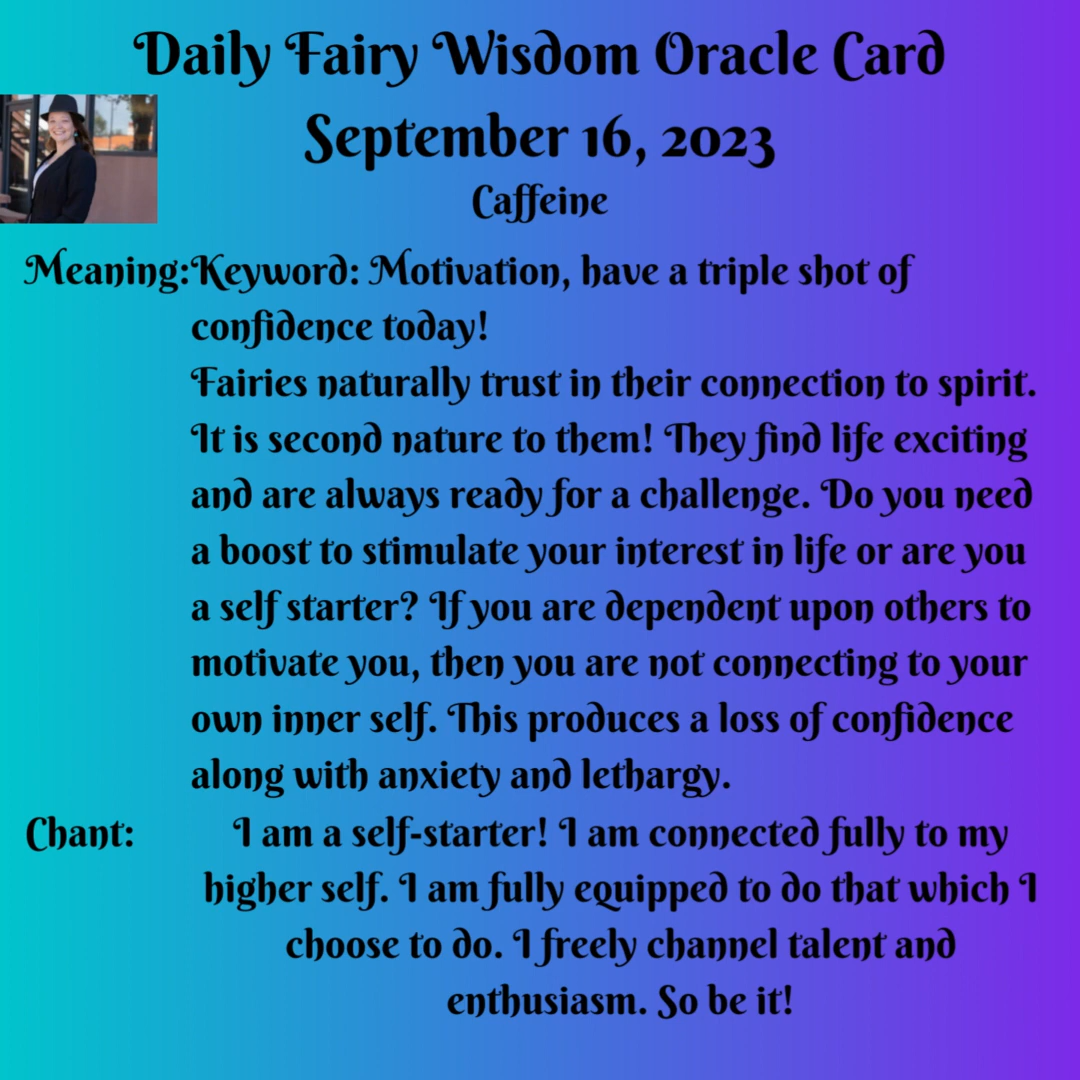 Daily Fairy Wisdom Oracle Card
September 16, 2023
Caffeine
Meaning:Keyword: Motivation, have a triple shot of
confidence today!
Fairies naturally trust in their connection to spirit.
It is second nature to them! They find life exciting
and are always ready for a challenge. Do you need
a boost to stimulate your interest in life or are you
a self starter? If you are dependent upon others to
motivate you, then you are not connecting to your
own inner self. This produces a loss of confidence
along with anxiety and lethargy.
Chant: I am a self-starter! I am connected fully to my
higher self. I am fully equipped to do that which I
choose to do. I freely channel talent and
enthusiasm. So be it!